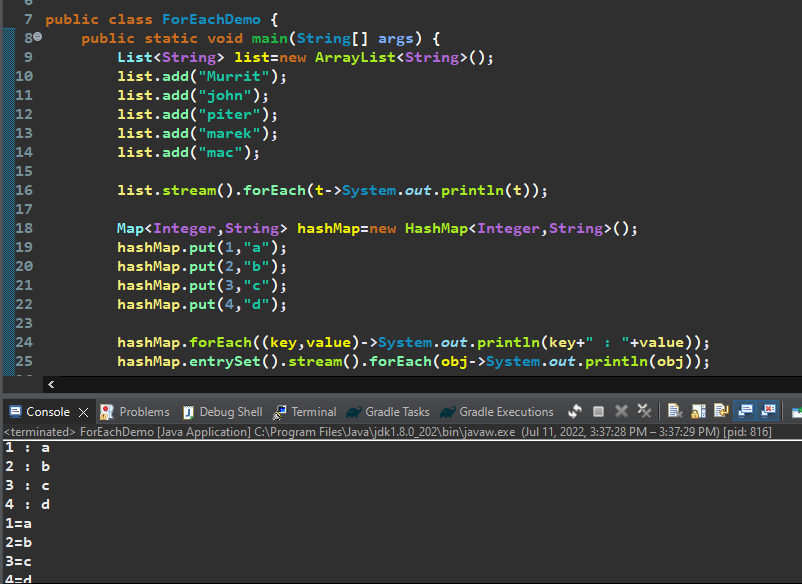 7 public class ForEachDemo {
8 public static void main(String[] args) {
9 List<String> list=new ArrayList<String>();
10 list.add("Murrit");
11 list.add("john");
12 list.add("piter");
13 list.add("marek");
14 list.add("mac");
15
16 list.stream().forEach(t->System.out.println(t));
17
18 Map<Integer,String> hashMap=new HashMap<Integer,String>();
19 hashMap.put(1,"a");
20 hashMap.put(2,"b");
21 hashMap.put(3,"c");
22 hashMap.put(4,"d");
23
24 hashMap.forEach((key,value)->System.out.println(key+" : "+value));
25 hashMap.entrySet().stream().forEach(obj->System.out.println(obj));
Console Problems Debug Shell Terminal Gradle Tasks Gradle Executions
<terminated> ForEachDemo [Java Application] C:\Program Files\Java\jdk1.8.0_202\bin\javaw.exe (Jul 11, 2022, 3:37:28 PM – 3:37:29 PM) [pid: 816]
1 : a
2 : b
3 : c
4 : d
1=a
2=b
3=c
4=d